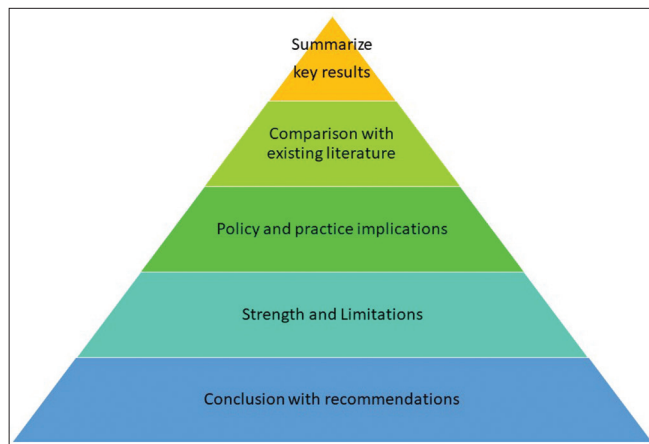 Summarize
key results
Comparison with
existing literature
Policy and practice implications
Strength and Limitations
Conclusion with recommendations